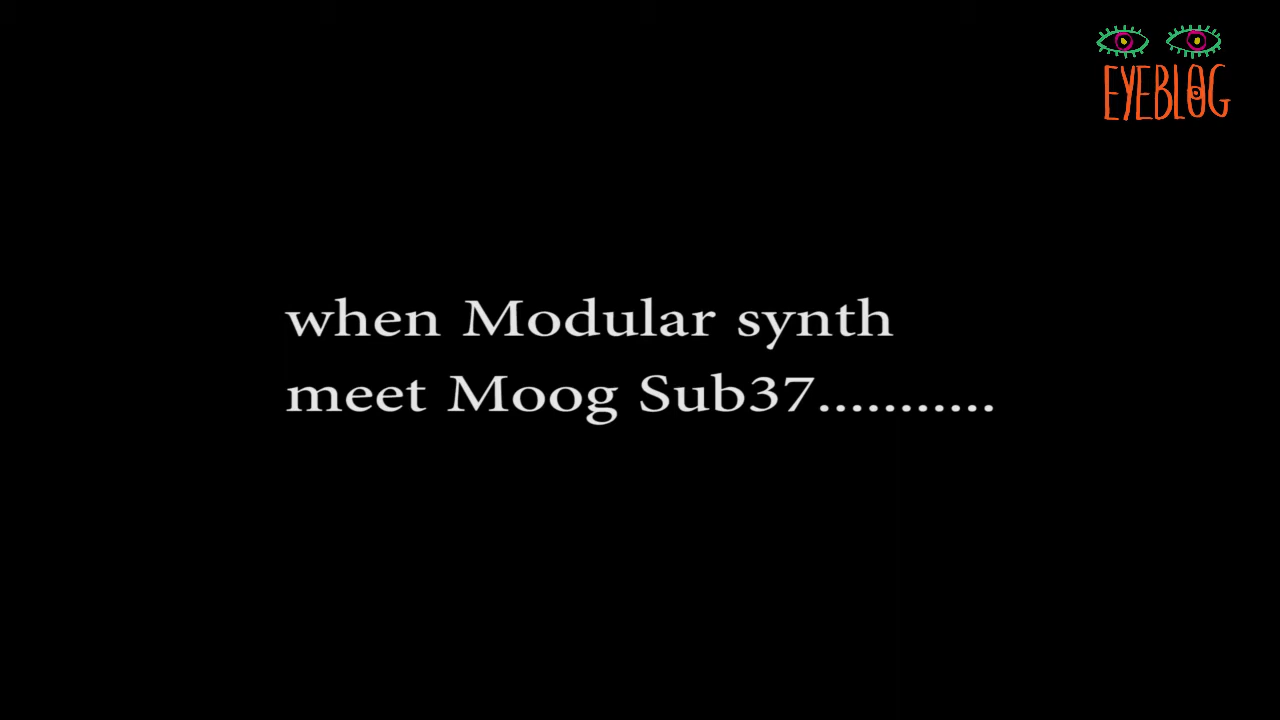 EYEBLOG
when Modular synth
meet Moog Sub37...........